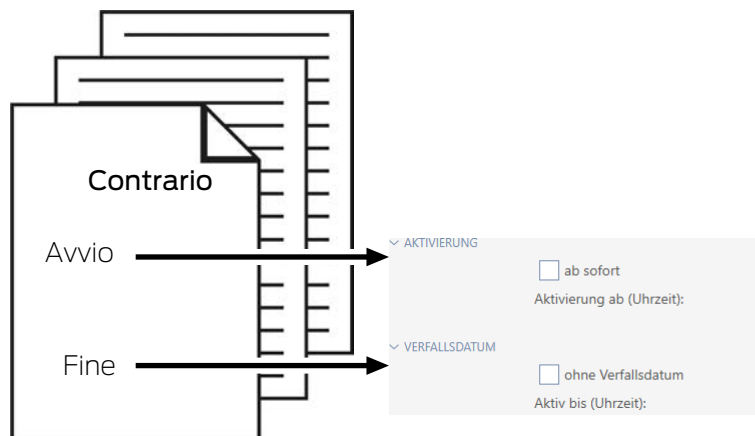 Contrario
Avvio
Fine
AKTIVIERUNG
ab sofort
Aktivierung ab (Uhrzeit):
VERFALLSDATUM
ohne Verfallsdatum
Aktiv bis (Uhrzeit):